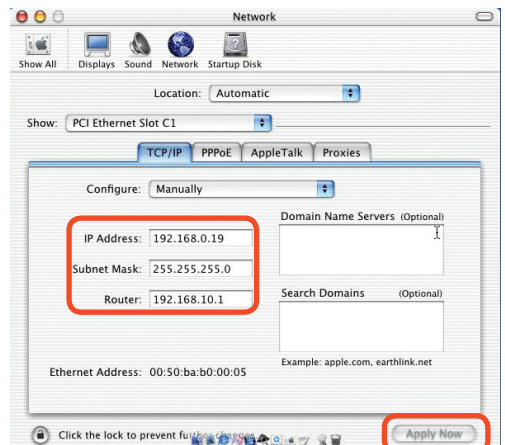 Network
Show All Displays Sound Network Startup Disk
Location: Automatic
Show: PCI Ethernet Slot C1
TCP/IP PPPoE AppleTalk Proxies
Configure: Manually
Domain Name Servers (Optional)
IP Address: 192.168.0.19
Subnet Mask: 255.255.255.0
Router: 192.168.10.1
Search Domains (Optional)
Example: apple.com, earthlink.net
Ethernet Address: 00:50:ba:b0:00:05
Click the lock to prevent further changes.
Apply Now